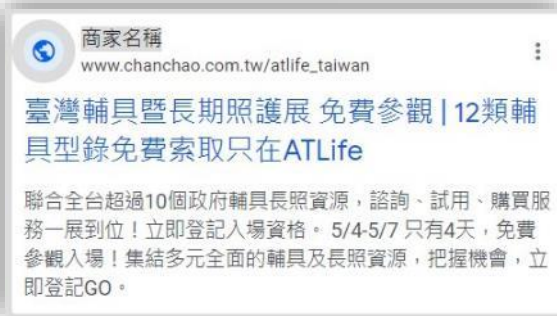 商家名稱
www.chanchao.com.tw/atlife_taiwan
臺灣輔具暨長期照護展 免費參觀 | 12類輔
具型錄免費索取只在ATLife
聯合全台超過10個政府輔具長照資源，諮詢、試用、購買服
務一展到位！立即登記入場資格。 5/4-5/7 只有4天，免費
參觀入場！集結多元全面的輔具及長照資源，把握機會，立
即登記GO。